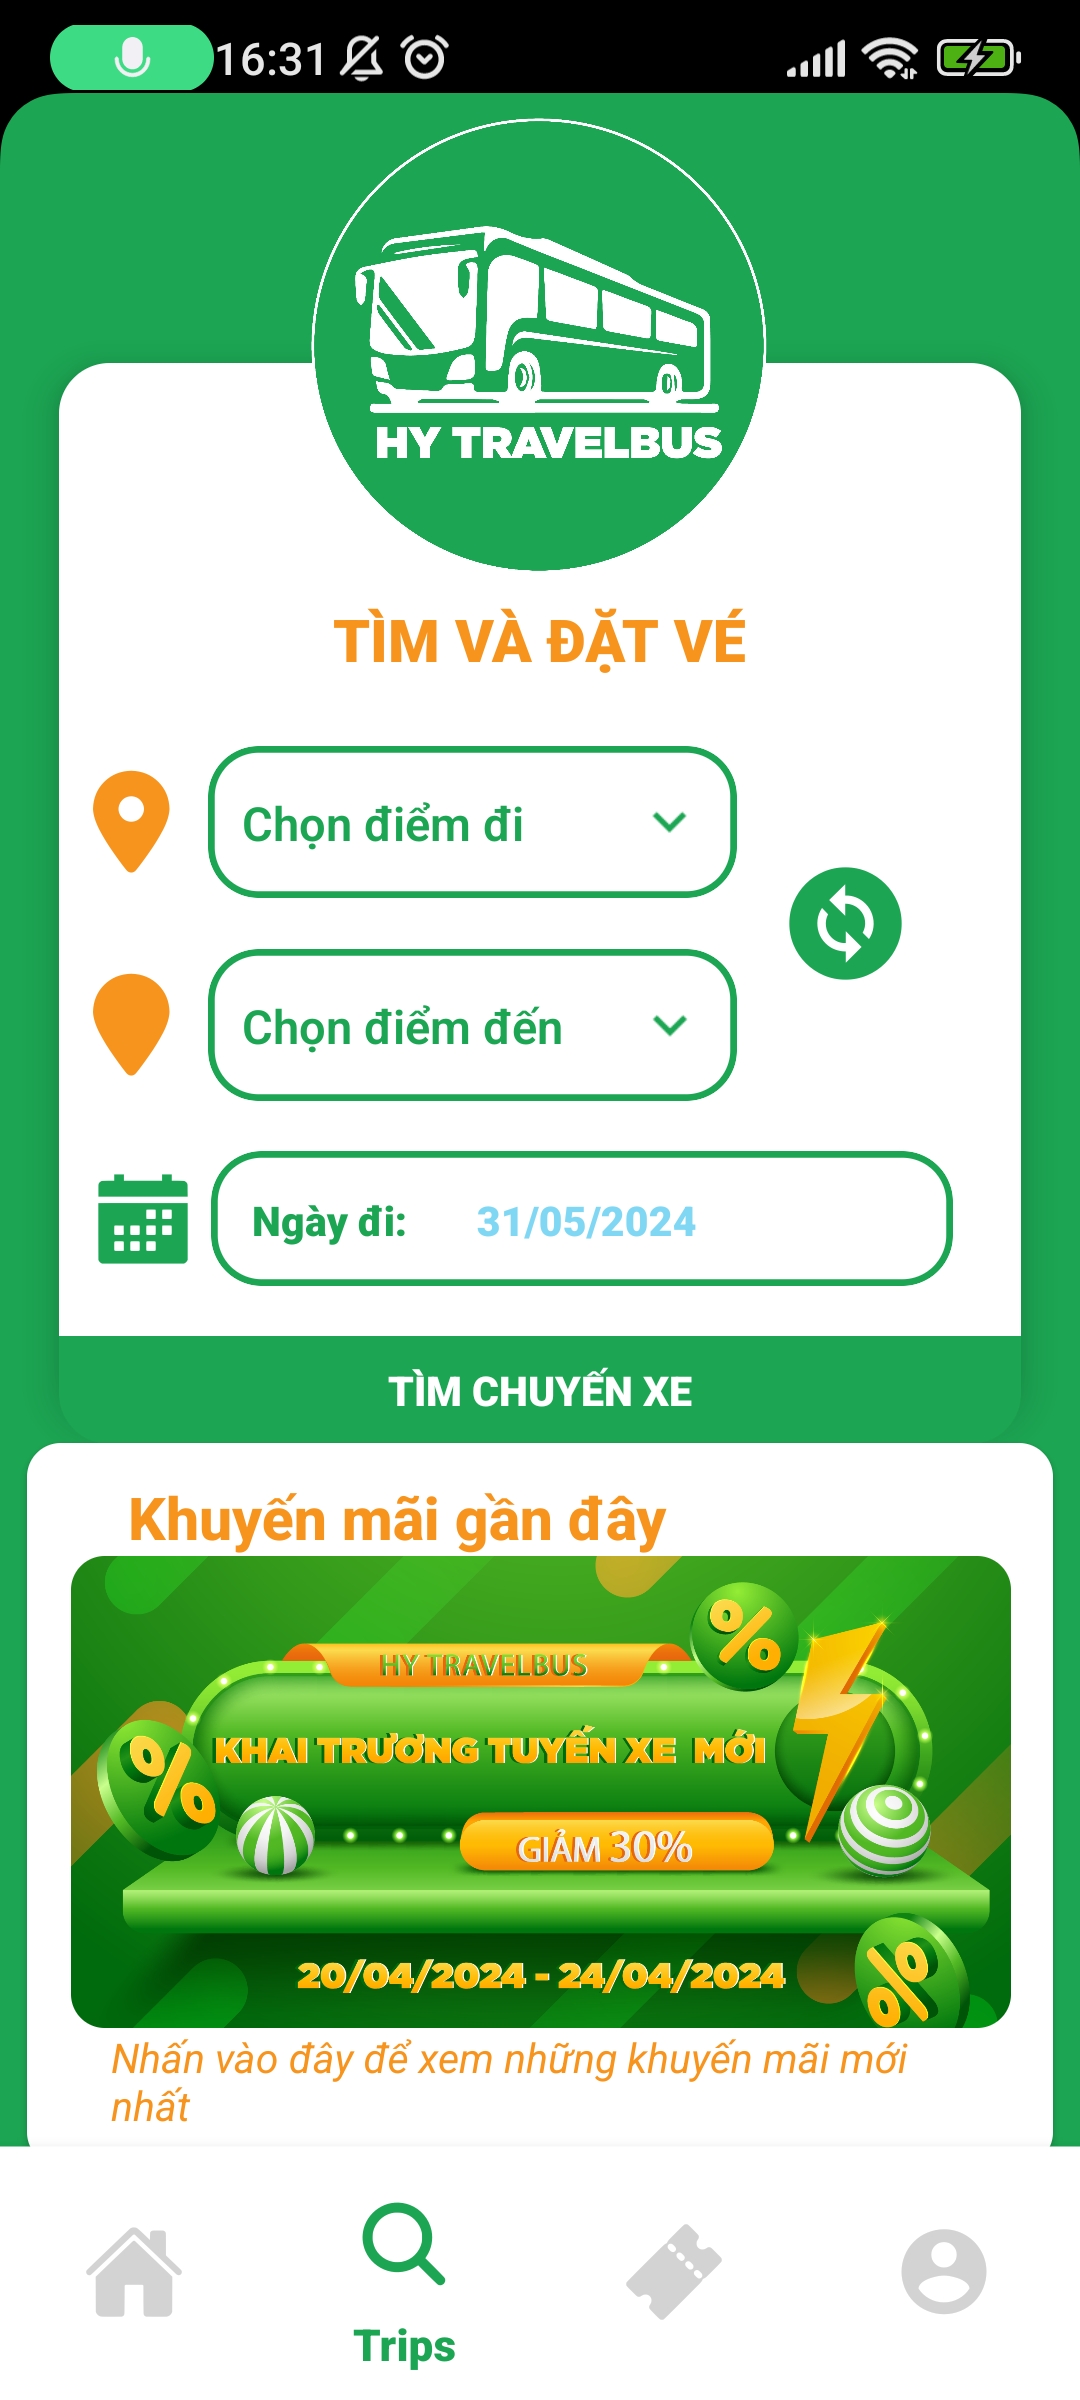 16:31
HY TRAVELBUS
TÌM VÀ ĐẶT VÉ
Chọn điểm đi
Chọn điểm đến
Ngày đi: 31/05/2024
TÌM CHUYẾN XE
Khuyến mãi gần đây
HY TRAVELBUS
%
KHAI TRƯƠNG TUYẾN XE MỚI
%
GIẢM 30%
20/04/2024 - 24/04/2024
%
Nhấn vào đây để xem những khuyến mãi mới
nhất
Trips